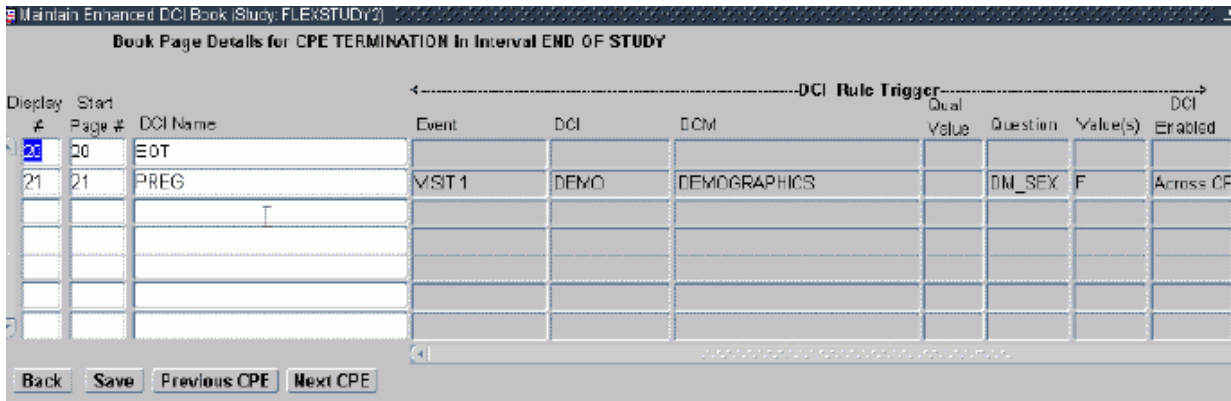 Maintain Enhanced DCI Book (Study: FLEXSTUDY2)
Book Page Details for CPE TERMINATION in Interval END OF STUDY
DCI Rule Trigger
Display # Start Page # DCI Name Event DCI DCM Qual Value Question Value(s) DCI Enabled
20 20 EOT
21 21 PREG VISIT 1 DEMO DEMOGRAPHICS DM_SEX F Across CP
Back Save Previous CPE Next CPE